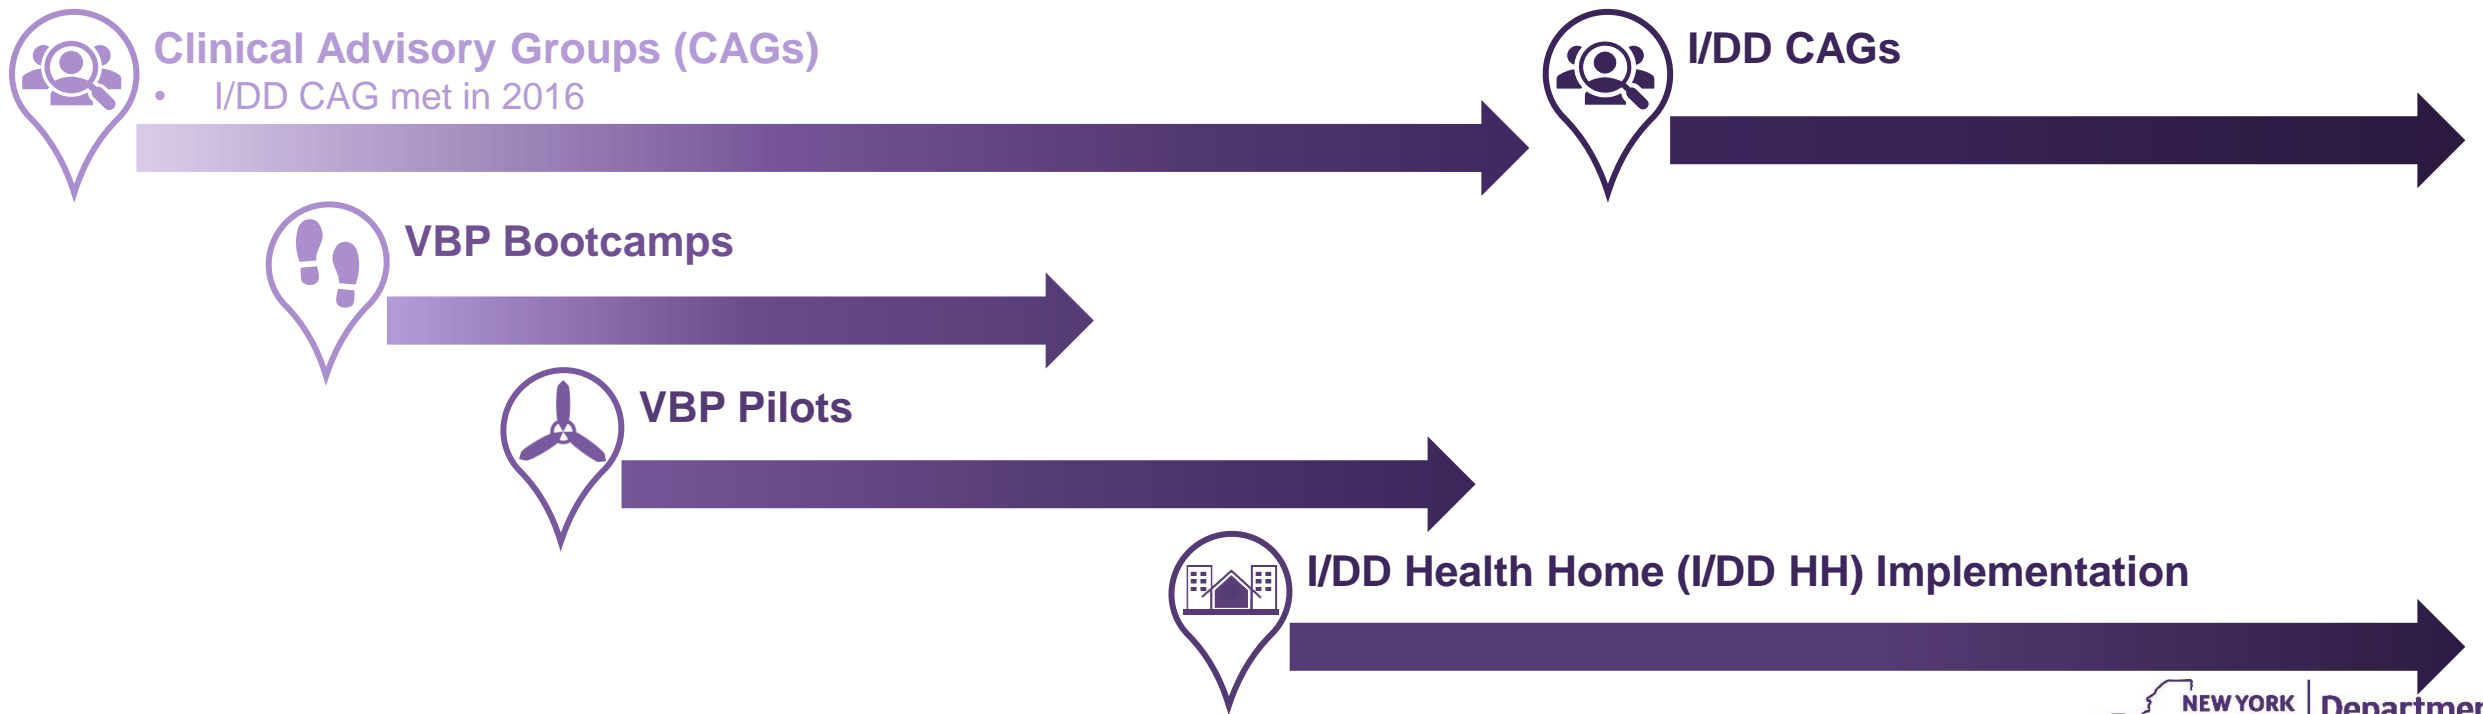 Clinical Advisory Groups (CAGs)
• I/DD CAG met in 2016
I/DD CAGs
VBP Bootcamps
VBP Pilots
I/DD Health Home (I/DD HH) Implementation
NEW YORK